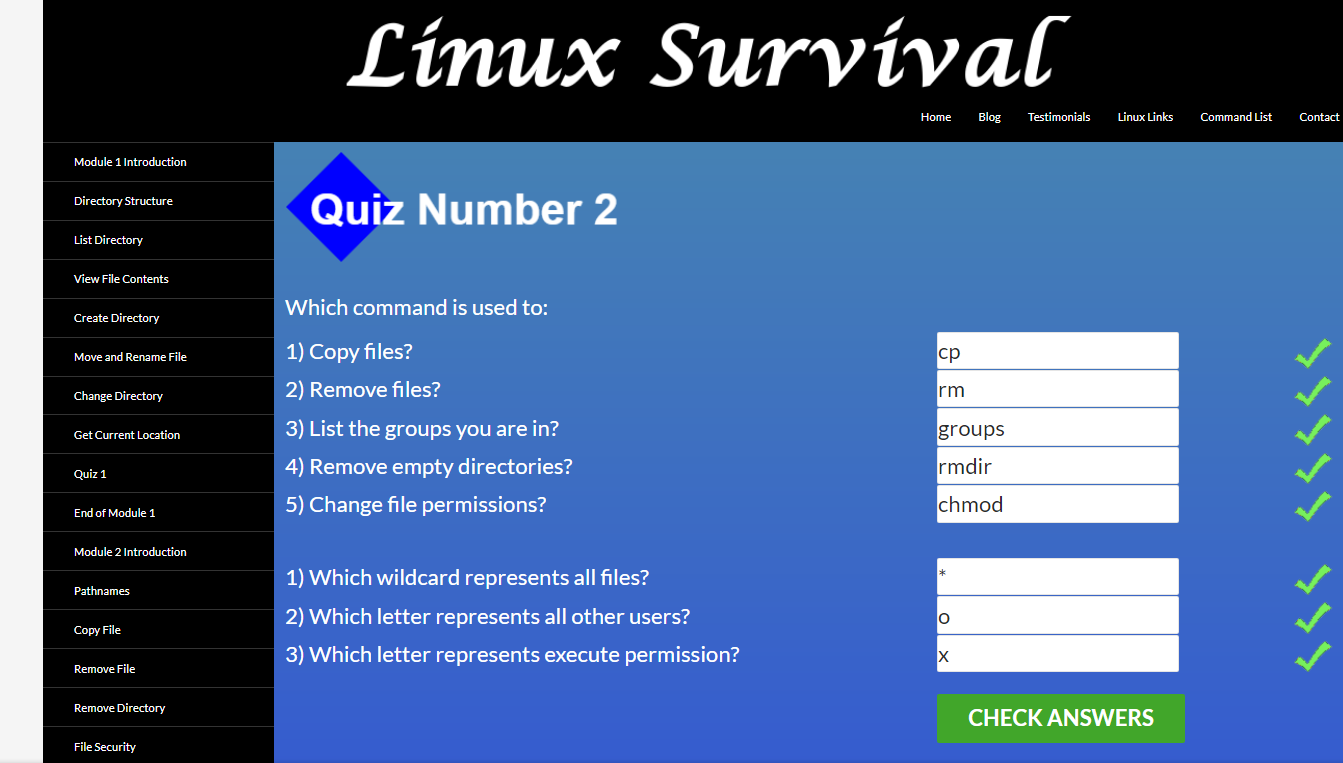 Linux Survival
Home Blog Testimonials Linux Links Command List Contact
Module 1 Introduction
Directory Structure
List Directory
View File Contents
Create Directory
Move and Rename File
Change Directory
Get Current Location
Quiz 1
End of Module 1
Module 2 Introduction
Pathnames
Copy File
Remove File
Remove Directory
File Security
Quiz Number 2
Which command is used to:
1) Copy files? cp
2) Remove files? rm
3) List the groups you are in? groups
4) Remove empty directories? rmdir
5) Change file permissions? chmod
1) Which wildcard represents all files? *
2) Which letter represents all other users? o
3) Which letter represents execute permission? x
CHECK ANSWERS